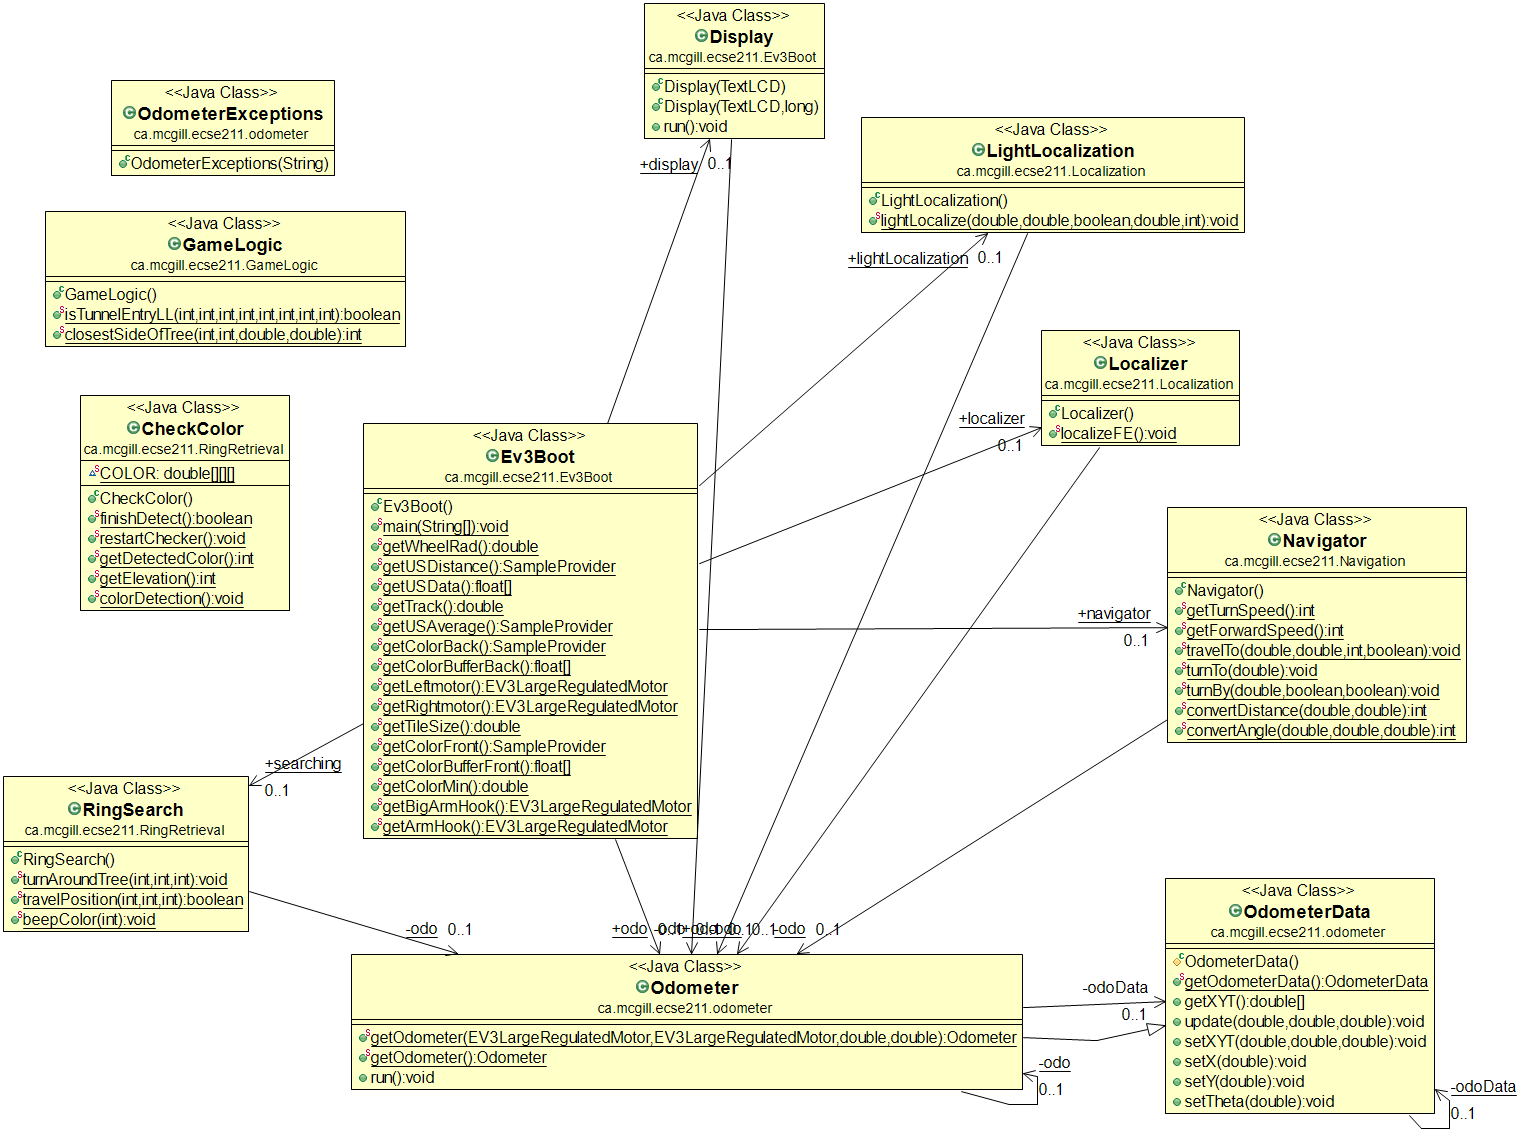 <<Java Class>>
Display
ca.mcgill.ecse211.Ev3Boot
Display(TextLCD)
Display(TextLCD,long)
run():void
<<Java Class>>
OdometerExceptions
ca.mcgill.ecse211.odometer
OdometerExceptions(String)
<<Java Class>>
LightLocalization
ca.mcgill.ecse211.Localization
LightLocalization()
lightLocalize(double,double,boolean,double,int):void
+display 0..1
<<Java Class>>
GameLogic
ca.mcgill.ecse211.GameLogic
GameLogic()
isTunnelEntryLL(int,int,int,int,int,int,int,int):boolean
closestSideOfTree(int,int,double,double):int
+lightLocalization 0..1
<<Java Class>>
Localizer
ca.mcgill.ecse211.Localization
Localizer()
localizeFE():void
+localizer
0..1
<<Java Class>>
CheckColor
ca.mcgill.ecse211.RingRetrieval
COLOR: double[][][]
CheckColor()
finishDetect():boolean
restartChecker():void
getDetectedColor():int
getElevation():int
colorDetection():void
<<Java Class>>
Ev3Boot
ca.mcgill.ecse211.Ev3Boot
Ev3Boot()
main(String[]):void
getWheelRad():double
getUSDistance():SampleProvider
getUSData():float[]
getTrack():double
getUSAverage():SampleProvider
getColorBack():SampleProvider
getColorBufferBack():float[]
getLeftmotor():EV3LargeRegulatedMotor
getRightmotor():EV3LargeRegulatedMotor
getTileSize():double
getColorFront():SampleProvider
getColorBufferFront():float[]
getColorMin():double
getBigArmHook():EV3LargeRegulatedMotor
getArmHook():EV3LargeRegulatedMotor
<<Java Class>>
Navigator
ca.mcgill.ecse211.Navigation
Navigator()
getTurnSpeed():int
getForwardSpeed():int
travelTo(double,double,int,boolean):void
turnTo(double):void
turnBy(double,boolean,boolean):void
convertDistance(double,double):int
convertAngle(double,double,double):int
+navigator
0..1
+searching
0..1
<<Java Class>>
RingSearch
ca.mcgill.ecse211.RingRetrieval
RingSearch()
turnAroundTree(int,int,int):void
travelPosition(int,int,int):boolean
beepColor(int):void
-odo 0..1
+odo
-odo 0..1
<<Java Class>>
Odometer
ca.mcgill.ecse211.odometer
getOdometer(EV3LargeRegulatedMotor,EV3LargeRegulatedMotor,double,double):Odometer
getOdometer():Odometer
run():void
-odo
0..1
-odoData
0..1
<<Java Class>>
OdometerData
ca.mcgill.ecse211.odometer
OdometerData()
getOdometerData():OdometerData
getXYT():double[]
update(double,double,double):void
setXYT(double,double,double):void
setX(double):void
setY(double):void
setTheta(double):void
-odoData
0..1